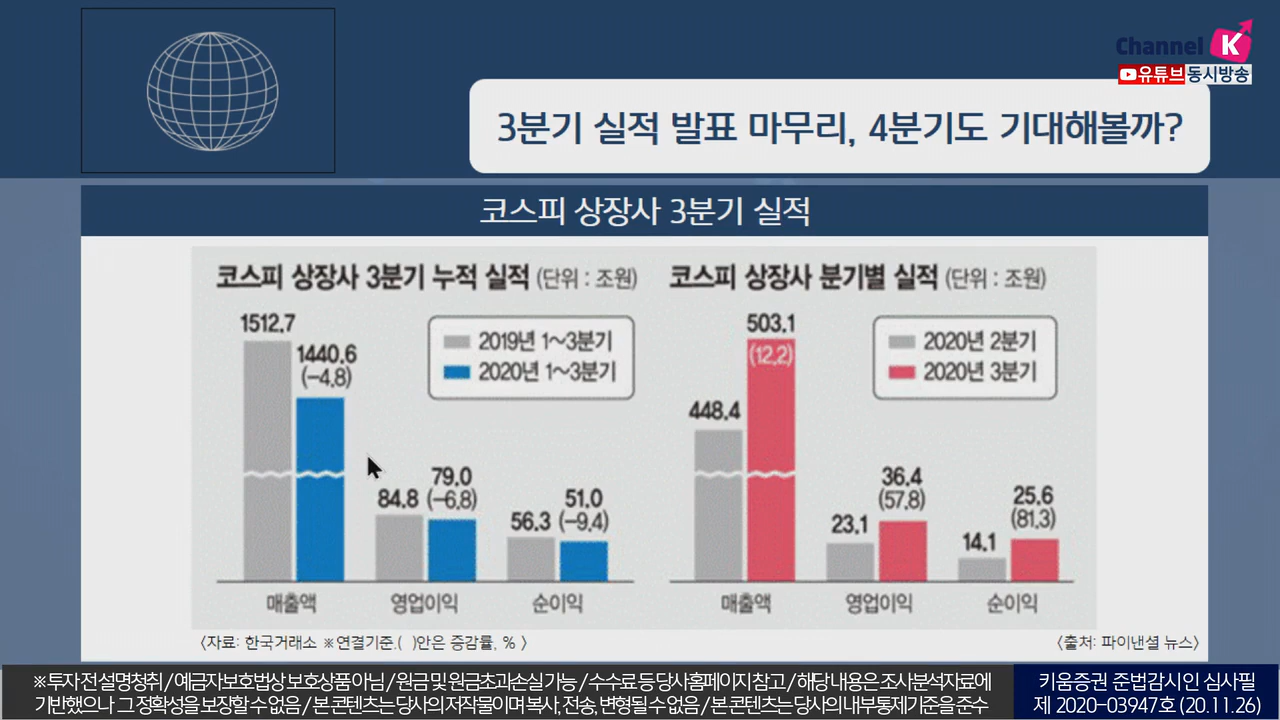 Channel K
유튜브동시방송
3분기 실적 발표 마무리, 4분기도 기대해볼까?
코스피 상장사 3분기 실적
코스피 상장사 3분기 누적 실적 (단위 : 조원)
1512.7
1440.6
(−4.8)
2019년 1~3분기
2020년 1~3분기
84.8
79.0
(−6.8)
56.3
51.0
(−9.4)
매출액
영업이익
순이익
코스피 상장사 분기별 실적 (단위 : 조원)
448.4
503.1
(12.2)
2020년 2분기
2020년 3분기
23.1
36.4
(57.8)
14.1
25.6
(81.3)
매출액
영업이익
순이익
〈자료: 한국거래소 ※연결기준.( )안은 증감률, % 〉
〈출처: 파이낸셜 뉴스〉
※ 투자 전 설명청취 / 예금자보호법상 보호상품 아님 / 원금 및 원금초과손실 가능 / 수수료 등 당사홈페이지 참고 / 해당 내용은 조사분석자료에
기반했으나 그 정확성을 보장할 수 없음 / 본 콘텐츠는 당사의 저작물이며 복사, 전송, 변형될 수 없음 / 본 콘텐츠는 당사의 내부통제기준을 준수
키움증권 준법감시인 심사필
제 2020-03947호 (20.11.26)